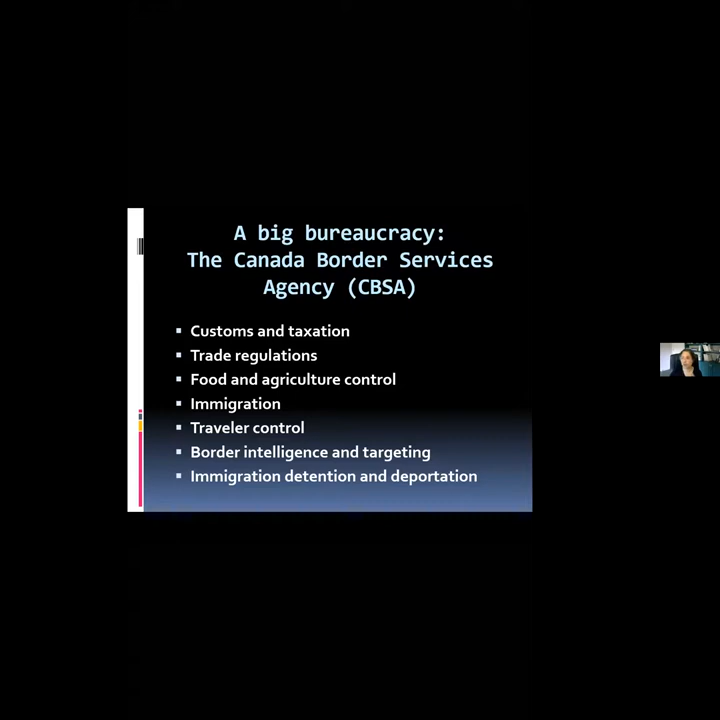 A big bureaucracy:
The Canada Border Services
Agency (CBSA)
Customs and taxation
Trade regulations
Food and agriculture control
Immigration
Traveler control
Border intelligence and targeting
Immigration detention and deportation